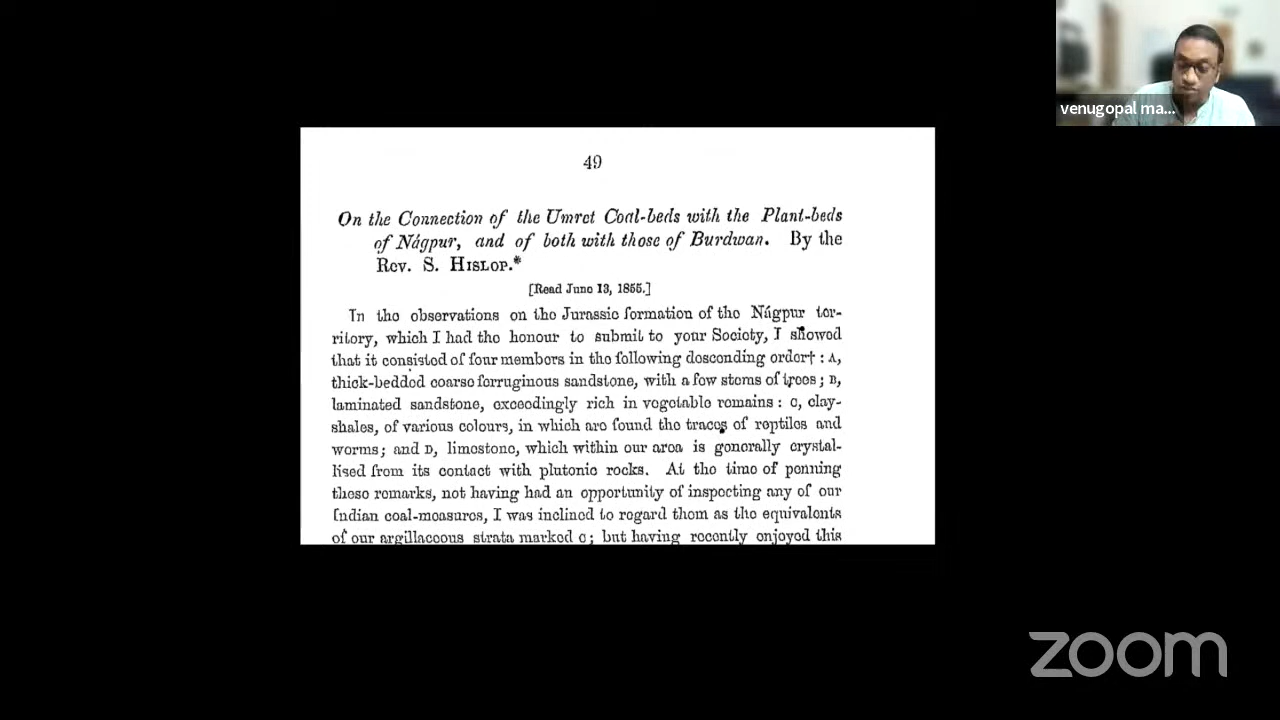 venugopal ma...
49
On the Connection of the Umret Coal-beds with the Plant-beds
of Nágpur, and of both with those of Burdwan. By the
Rev. S. HISLOP.*
[Read June 13, 1855.]
In the observations on the Jurassic formation of the Nágpur ter-
ritory, which I had the honour to submit to your Society, I showed
that it consisted of four members in the following descending order† : A,
thick-bedded coarse ferruginous sandstone, with a few stems of trees; B,
laminated sandstone, exceedingly rich in vegetable remains : C, clay-
shales, of various colours, in which are found the traces of reptiles and
worms; and D, limestone, which within our area is generally crystal-
lised from its contact with plutonic rocks. At the time of penning
these remarks, not having had an opportunity of inspecting any of our
Indian coal-measures, I was inclined to regard them as the equivalents
of our argillaceous strata marked C; but having recently enjoyed this
zoom